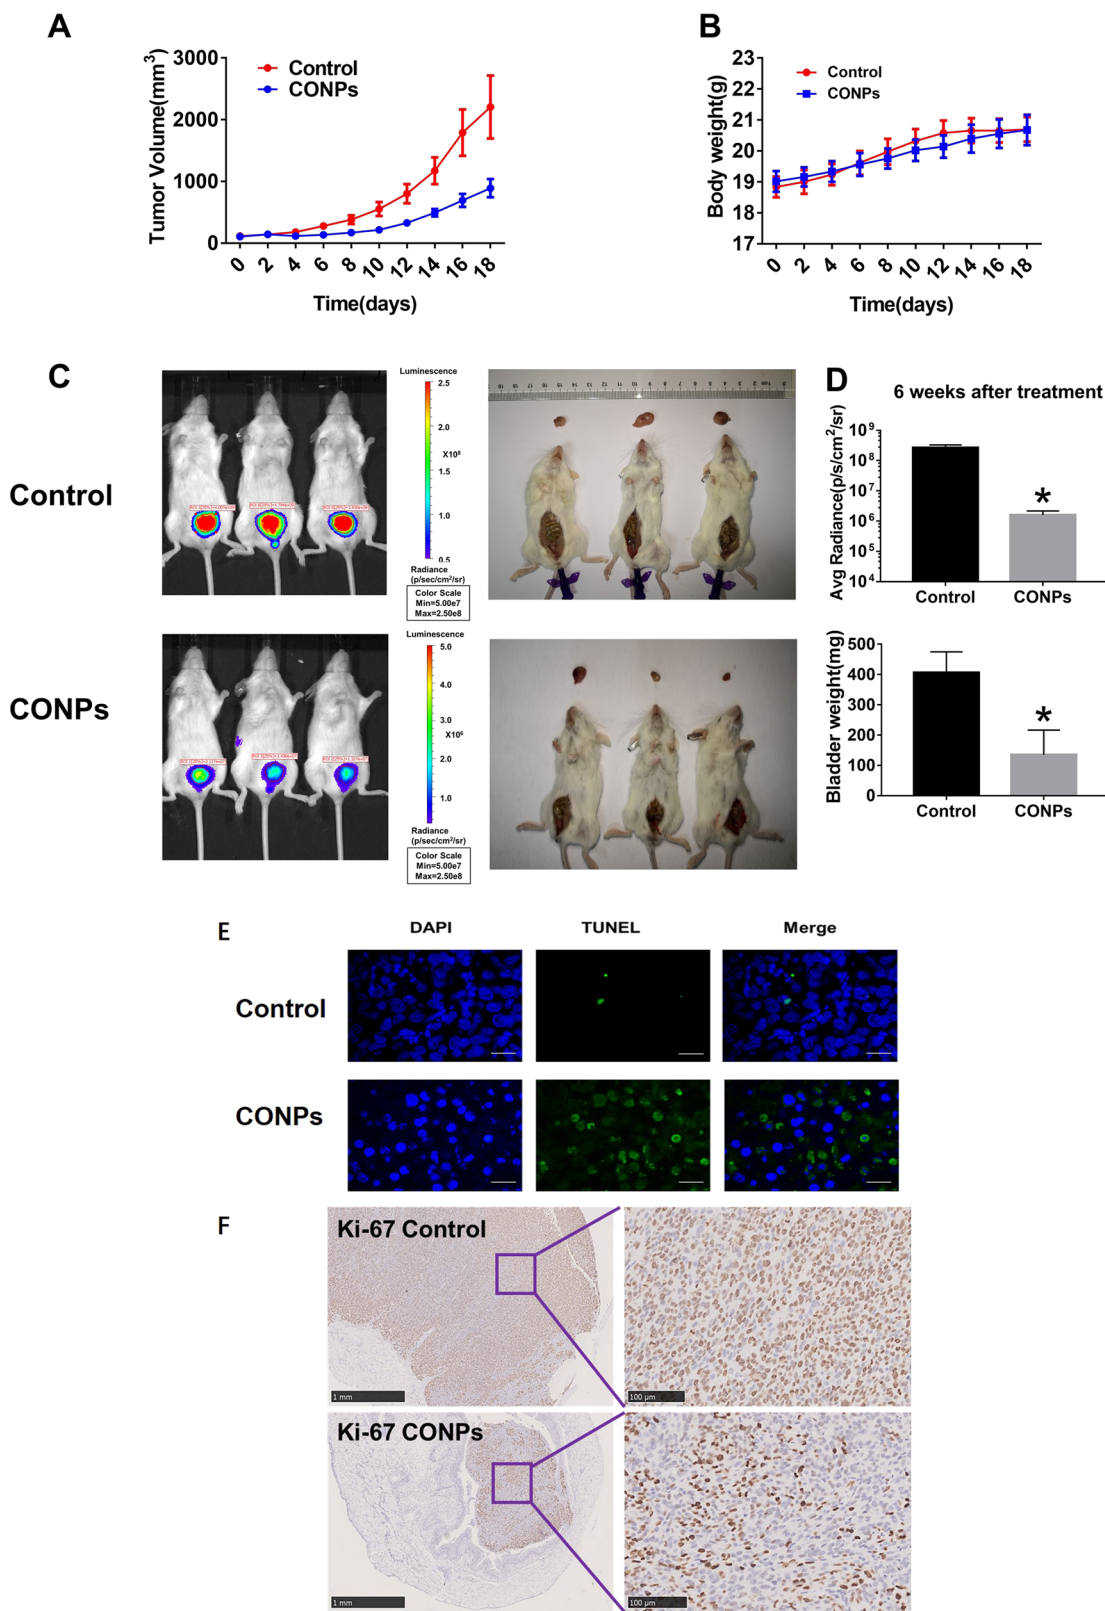 A
Tumor Volume(mm³)
3000
2000
1000
0
Control
CONPs
0 2 4 6 8 10 12 14 16 18
Time(days)
B
Body weight(g)
23
22
21
20
19
18
17
Control
CONPs
0 2 4 6 8 10 12 14 16 18
Time(days)
C
Control
Luminescence
2.5
2.0
X10⁸
1.5
1.0
0.5
Radiance
(p/sec/cm²/sr)
Color Scale
Min=5.00e7
Max=2.50e8
CONPs
Luminescence
5.0
4.0
3.0
X10⁶
2.0
1.0
Radiance
(p/sec/cm²/sr)
Color Scale
Min=5.00e7
Max=2.50e8
D
6 weeks after treatment
Avg Radiance(p/s/cm²/sr)
10⁹
10⁸
10⁷
10⁶
10⁵
10⁴
*
Control CONPs
Bladder weight(mg)
500
400
300
200
100
0
*
Control CONPs
E
DAPI TUNEL Merge
Control
CONPs
F
Ki-67 Control
1 mm
100 µm
Ki-67 CONPs
1 mm
100 µm